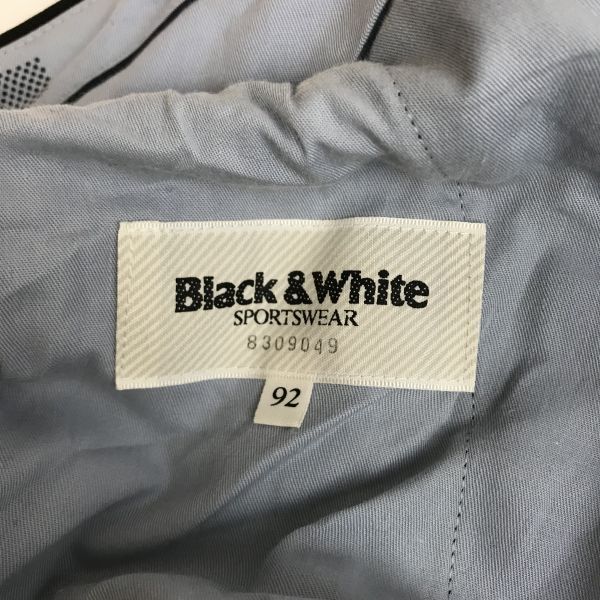 Black & White
SPORTSWEAR
8309049
92